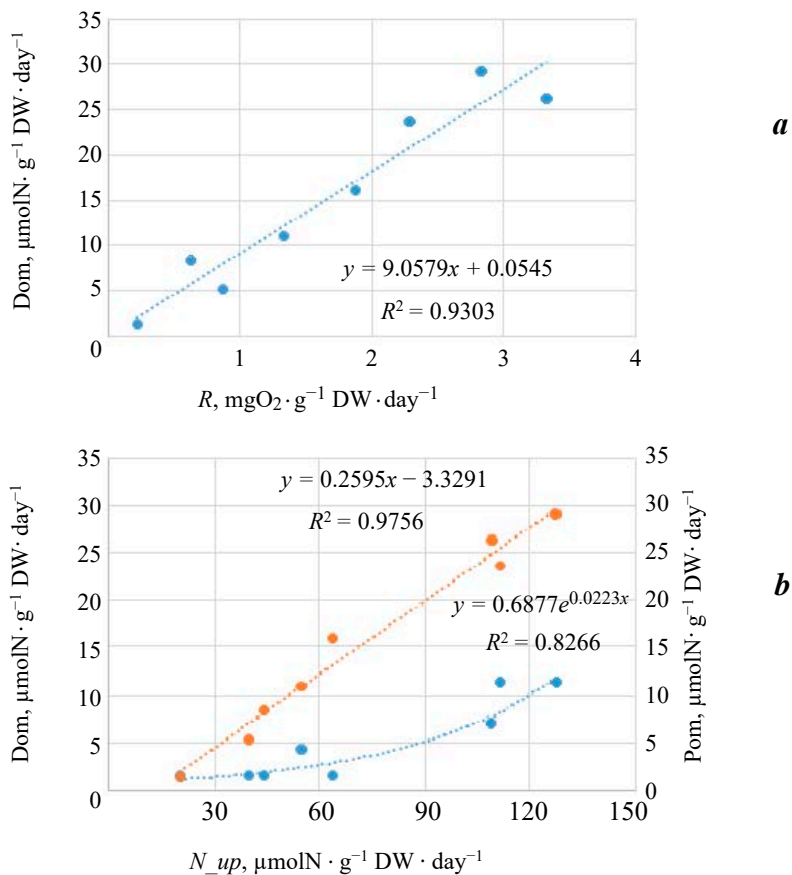 35
30
25
20
15
10
5
0
Dom, µmolN· g⁻¹ DW · day⁻¹
y = 9.0579x + 0.0545
R² = 0.9303
1 2 3 4
R, mgO₂ · g⁻¹ DW · day⁻¹
a
35
30
25
20
15
10
5
0
Dom, µmolN· g⁻¹ DW · day⁻¹
y = 0.2595x − 3.3291
R² = 0.9756
y = 0.6877e^0.0223x
R² = 0.8266
35
30
25
20
15
10
5
0
Pom, µmolN· g⁻¹ DW · day⁻¹
30 60 90 120 150
N_up, µmolN · g⁻¹ DW · day⁻¹
b